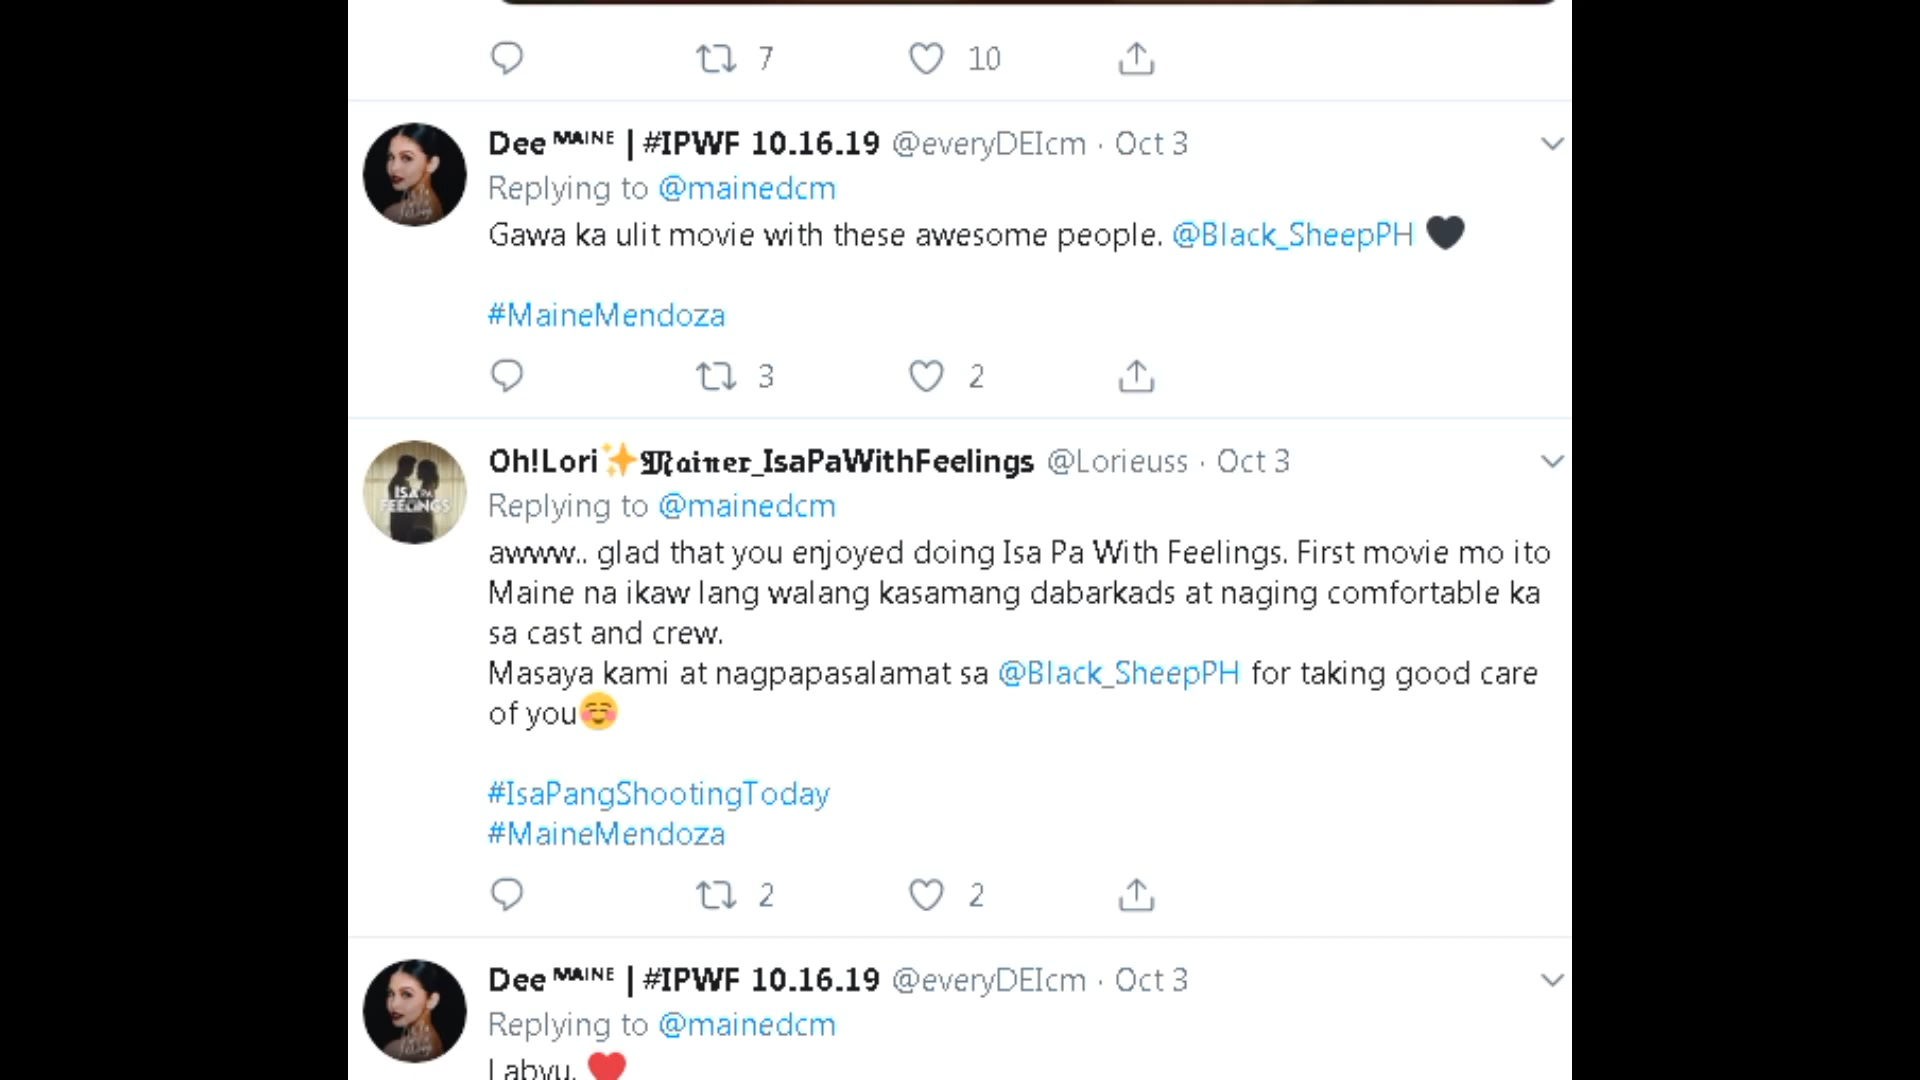 7 10
Dee ᴹᴬᴵᴺᴱ | #IPWF 10.16.19 @everyDEIcm · Oct 3
Replying to @mainedcm
Gawa ka ulit movie with these awesome people. @Black_SheepPH 🖤
#MaineMendoza
3 2
Oh!Lori✨𝕸𝖆𝖎𝖓𝖊𝖗_IsaPaWithFeelings @Lorieuss · Oct 3
Replying to @mainedcm
ISA PA
FEELINGS
awww.. glad that you enjoyed doing Isa Pa With Feelings. First movie mo ito
Maine na ikaw lang walang kasamang dabarkads at naging comfortable ka
sa cast and crew.
Masaya kami at nagpapasalamat sa @Black_SheepPH for taking good care
of you☺️
#IsaPangShootingToday
#MaineMendoza
2 2
Dee ᴹᴬᴵᴺᴱ | #IPWF 10.16.19 @everyDEIcm · Oct 3
Replying to @mainedcm
Labyu. ❤️